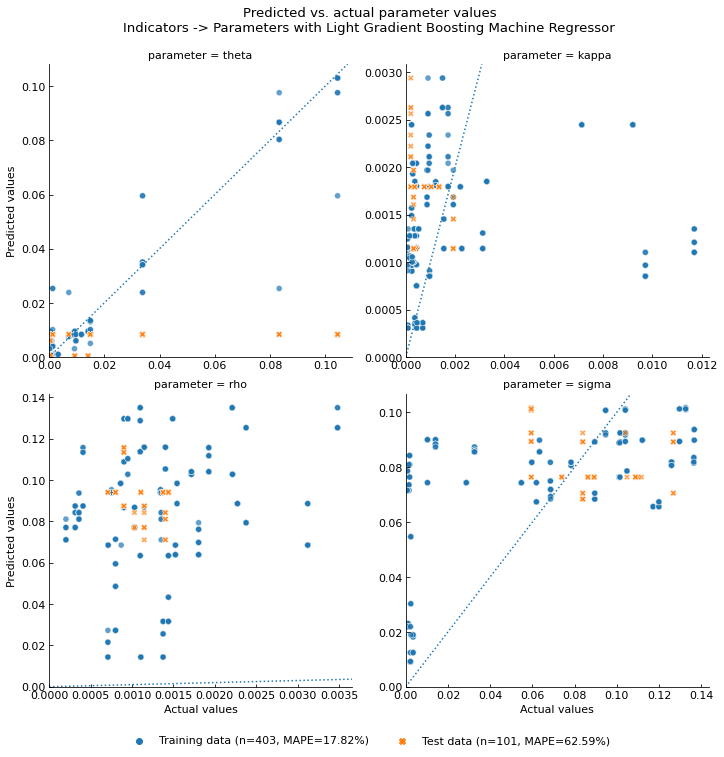 Predicted vs. actual parameter values
Indicators -> Parameters with Light Gradient Boosting Machine Regressor
parameter = theta
parameter = kappa
0.10
0.08
0.06
0.04
0.02
0.00
Predicted values
0.00 0.02 0.04 0.06 0.08 0.10
0.0030
0.0025
0.0020
0.0015
0.0010
0.0005
0.0000
0.000 0.002 0.004 0.006 0.008 0.010 0.012
parameter = rho
parameter = sigma
0.14
0.12
0.10
0.08
0.06
0.04
0.02
0.00
Predicted values
0.0000 0.0005 0.0010 0.0015 0.0020 0.0025 0.0030 0.0035
Actual values
0.10
0.08
0.06
0.04
0.02
0.00
0.00 0.02 0.04 0.06 0.08 0.10 0.12 0.14
Actual values
Training data (n=403, MAPE=17.82%)
Test data (n=101, MAPE=62.59%)